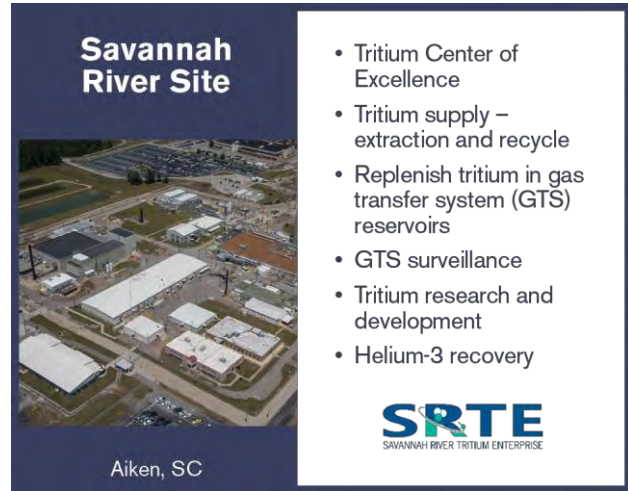 Savannah
River Site
Aiken, SC
• Tritium Center of
Excellence
• Tritium supply –
extraction and recycle
• Replenish tritium in gas
transfer system (GTS)
reservoirs
• GTS surveillance
• Tritium research and
development
• Helium-3 recovery
SRTE
SAVANNAH RIVER TRITIUM ENTERPRISE